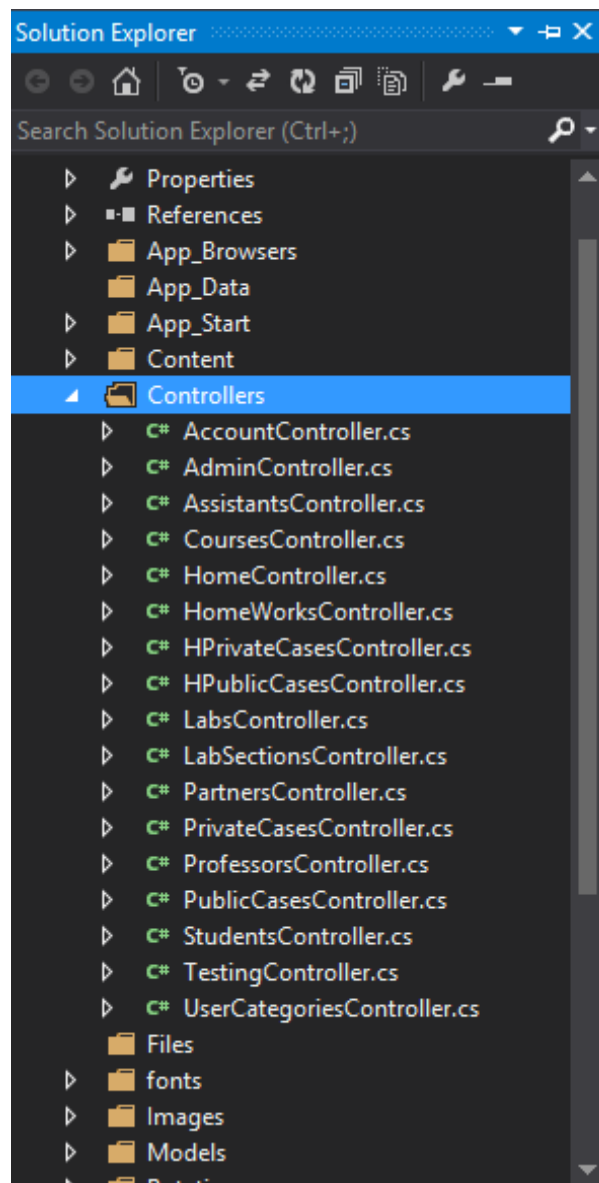 Solution Explorer
Search Solution Explorer (Ctrl+;)
Properties
References
App_Browsers
App_Data
App_Start
Content
Controllers
C# AccountController.cs
C# AdminController.cs
C# AssistantsController.cs
C# CoursesController.cs
C# HomeController.cs
C# HomeWorksController.cs
C# HPrivateCasesController.cs
C# HPublicCasesController.cs
C# LabsController.cs
C# LabSectionsController.cs
C# PartnersController.cs
C# PrivateCasesController.cs
C# ProfessorsController.cs
C# PublicCasesController.cs
C# StudentsController.cs
C# TestingController.cs
C# UserCategoriesController.cs
Files
fonts
Images
Models